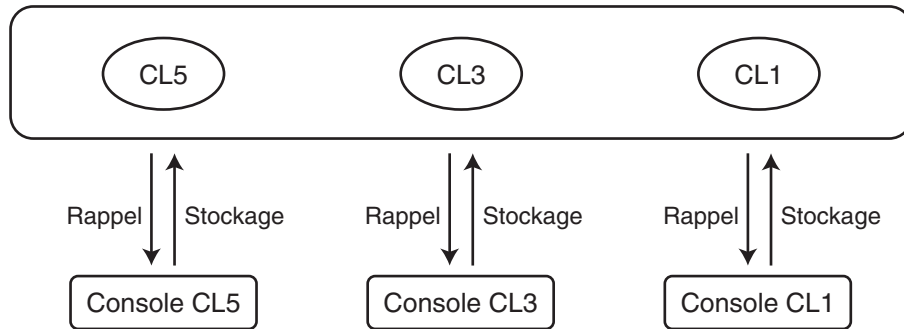 CL5 CL3 CL1
Rappel Stockage Rappel Stockage Rappel Stockage
Console CL5 Console CL3 Console CL1